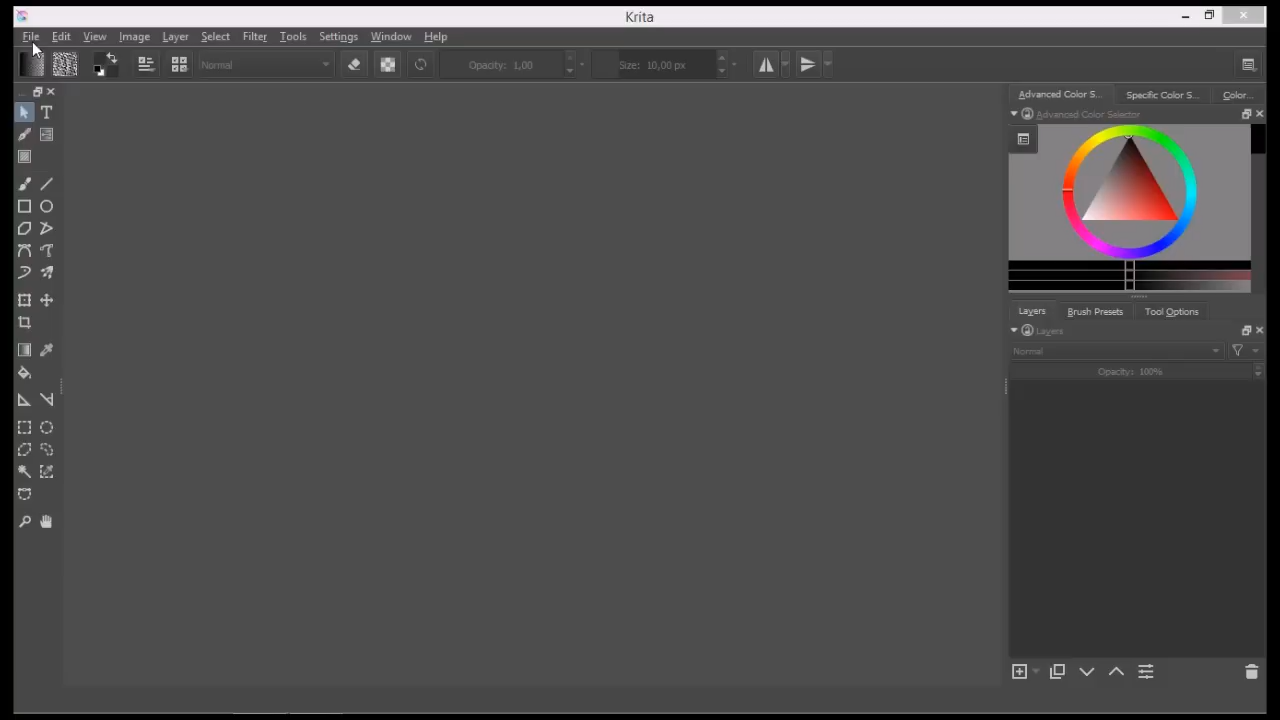 Krita
File Edit View Image Layer Select Filter Tools Settings Window Help
Normal Opacity: 1,00 Size: 10,00 px
Advanced Color S... Specific Color S... Color...
Advanced Color Selector
Layers Brush Presets Tool Options
Layers
Normal
Opacity: 100%